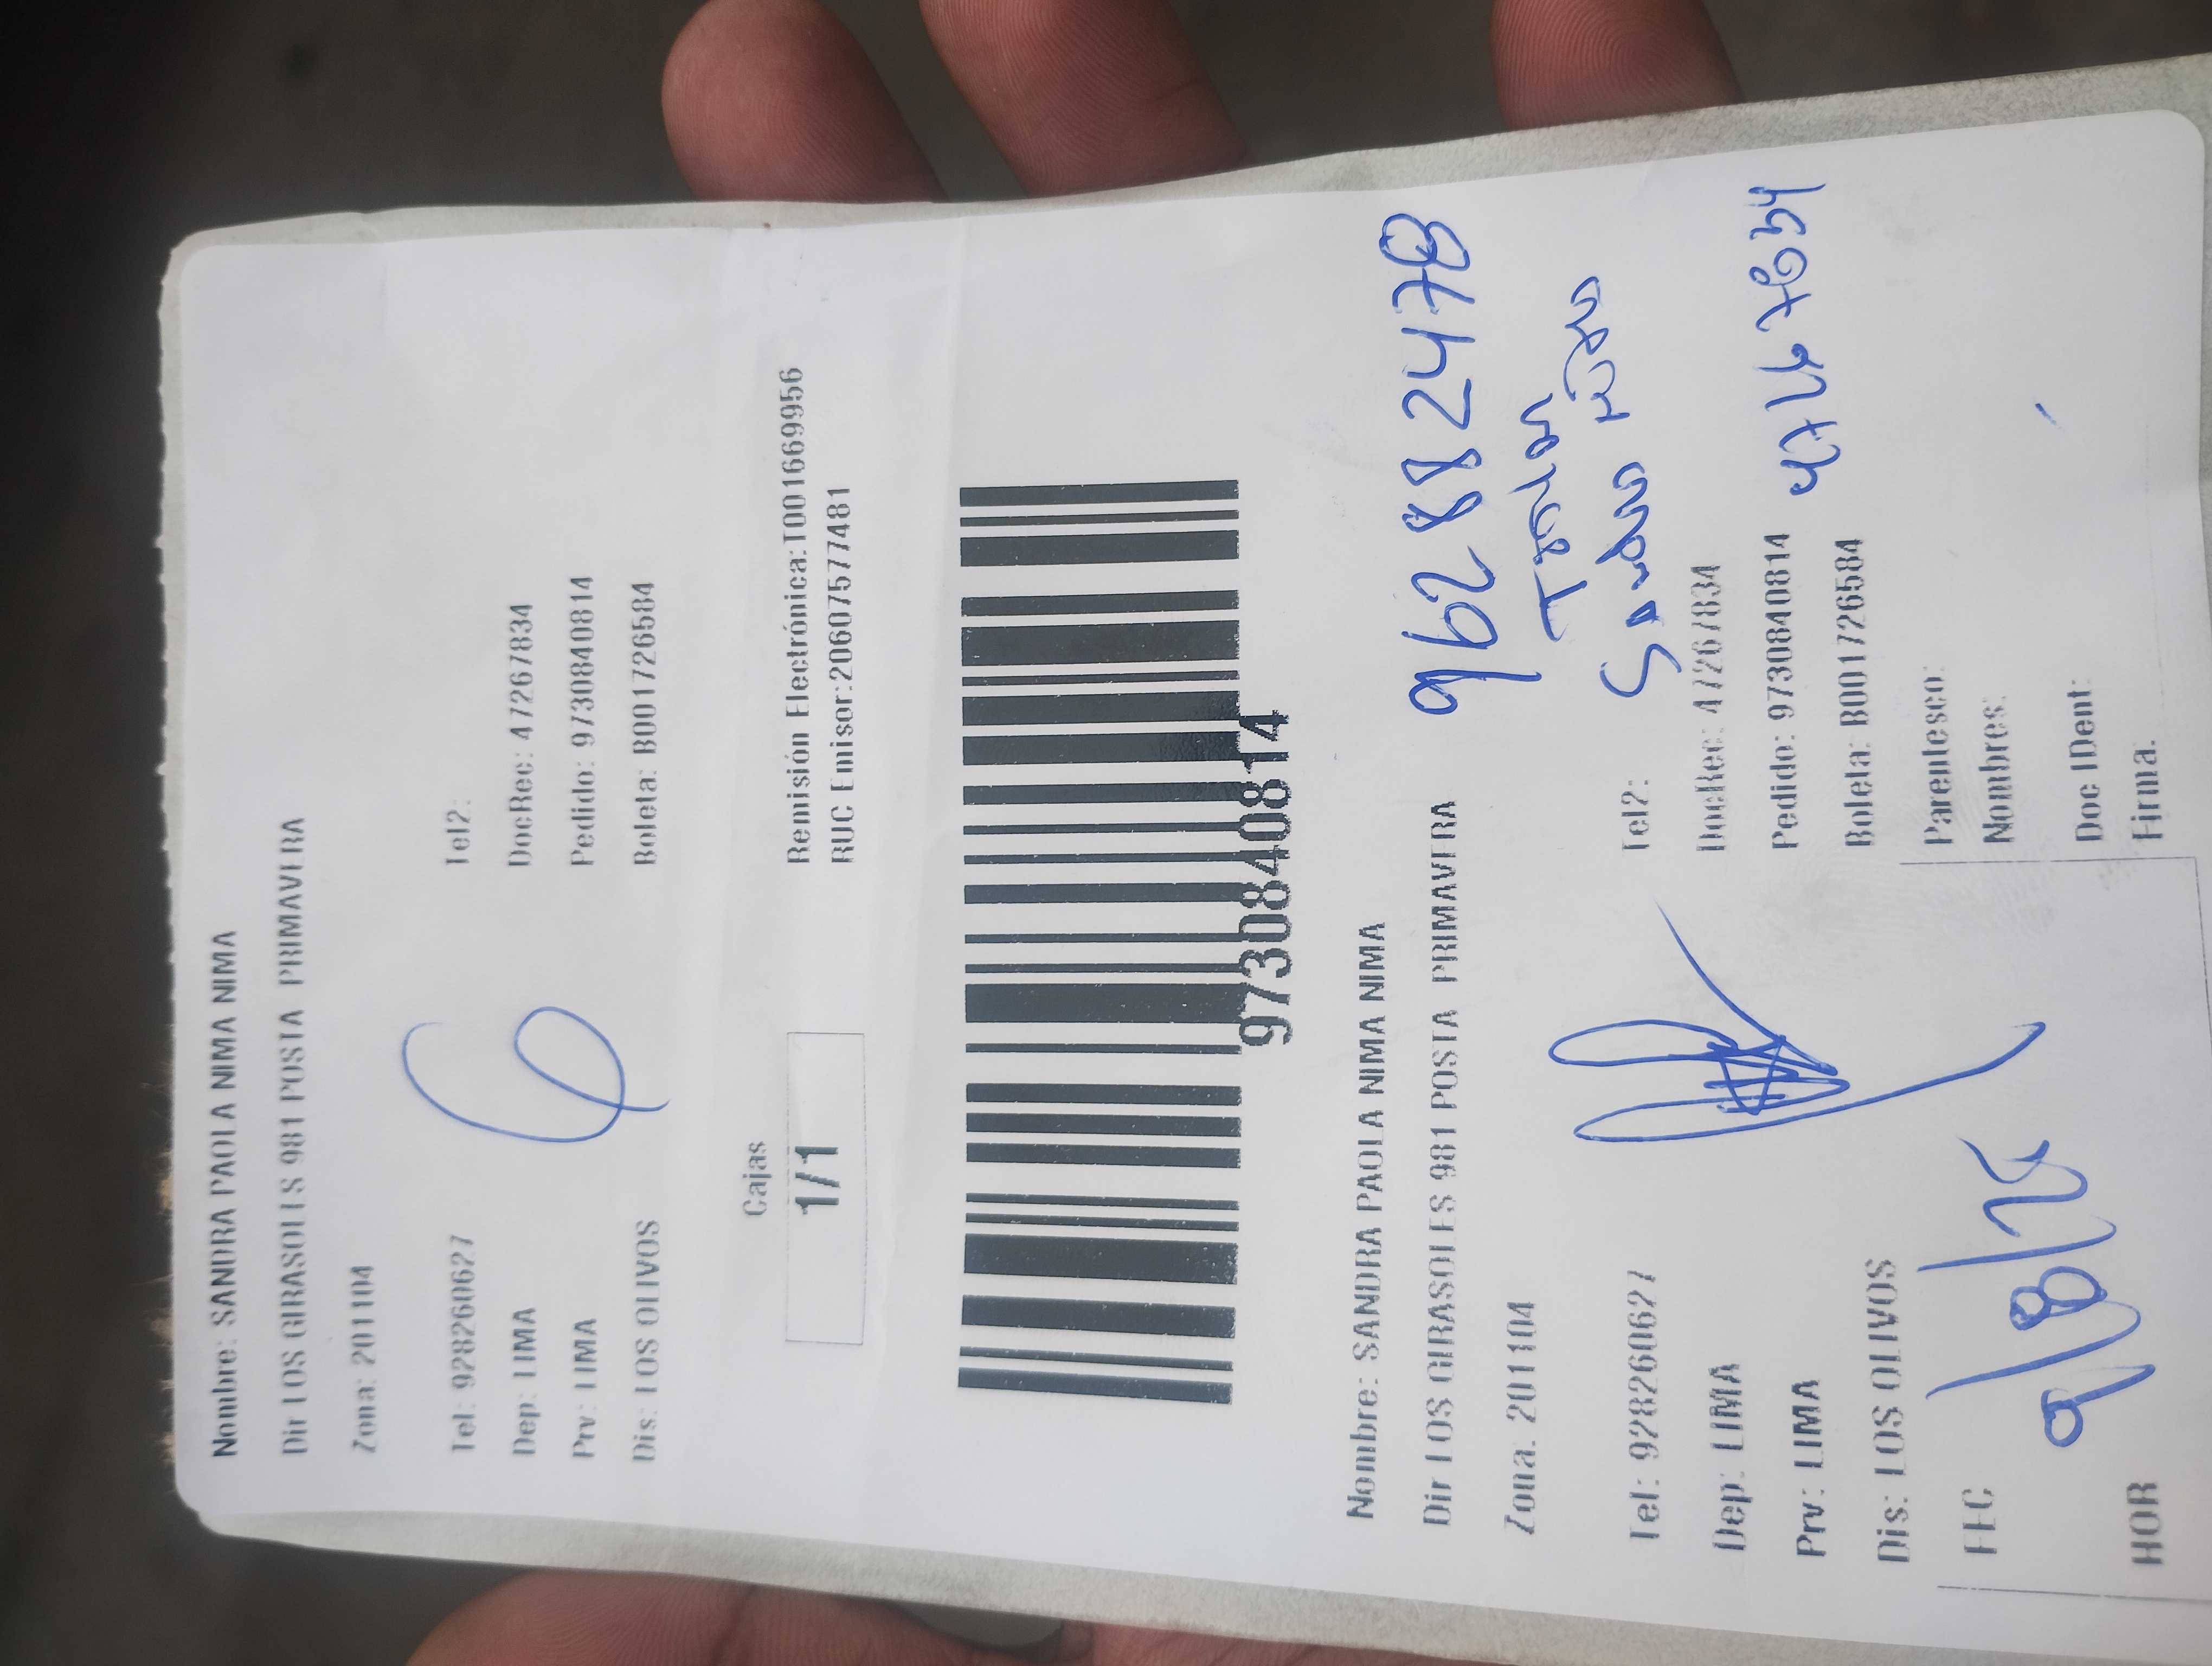 Nombre: SANDRA PAOLA NIMA NIMA
Dir LOS GIRASOLES 981 POSTA PRIMAVERA
Zona: 201104
Tel: 928260627 Tel2:
Dep: LIMA DocRec: 47267834
Prv: LIMA Pedido: 9730840814
Dis: LOS OLIVOS Boleta: B001726584
Cajas
1/1
Remisión Electrónica:T001669956
RUC Emisor:20607577481
9730840814
Nombre: SANDRA PAOLA NIMA NIMA
962882478
Dir LOS GIRASOLES 981 POSTA PRIMAVERA
Titular
Zona. 201104
Sandra Nima
Tel: 928260627 Tel2:
Dep: LIMA DocRec: 47267834
Prv: LIMA Pedido: 9730840814
47267834
Dis: LOS OLIVOS Boleta: B001726584
FEC
Parentesco:
Nombres:
HOR
Doc IDent:
Firma.